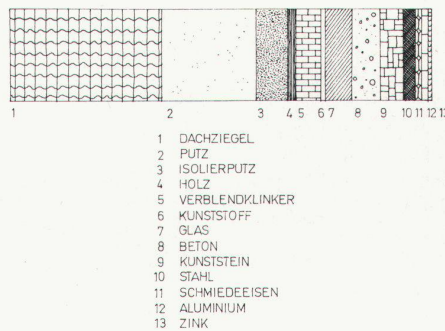 1 2 3 4 5 6 7 8 9 10 11 12 13
1 DACHZIEGEL
2 PUTZ
3 ISOLIERPUTZ
4 HOLZ
5 VERBLENDKLINKER
6 KUNSTSTOFF
7 GLAS
8 BETON
9 KUNSTSTEIN
10 STAHL
11 SCHMIEDEEISEN
12 ALUMINIUM
13 ZINK